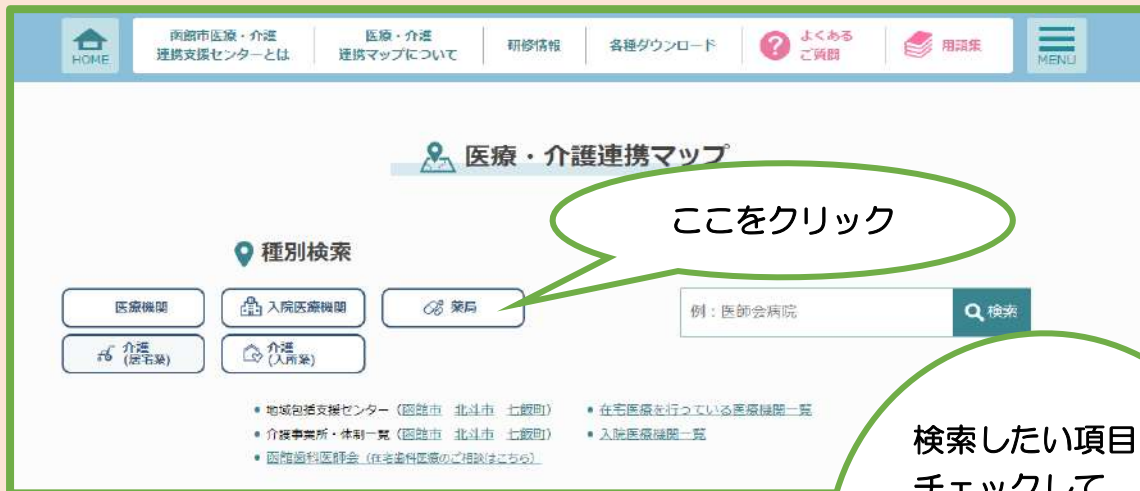 HOME
函館市医療・介護
連携支援センターとは
医療・介護
連携マップについて
研修情報
各種ダウンロード
よくある
ご質問
用語集
MENU
医療・介護連携マップ
ここをクリック
種別検索
医療機関
入院医療機関
薬局
例：医師会病院
検索
介護
(居宅系)
介護
(入所系)
• 地域包括支援センター（函館市 北斗市 七飯町）
• 在宅医療を行っている医療機関一覧
• 介護事業所・体制一覧（函館市 北斗市 七飯町）
• 入院医療機関一覧
• 函館歯科医師会（在宅歯科医療のご相談はこちら）
検索したい項目
チェックして